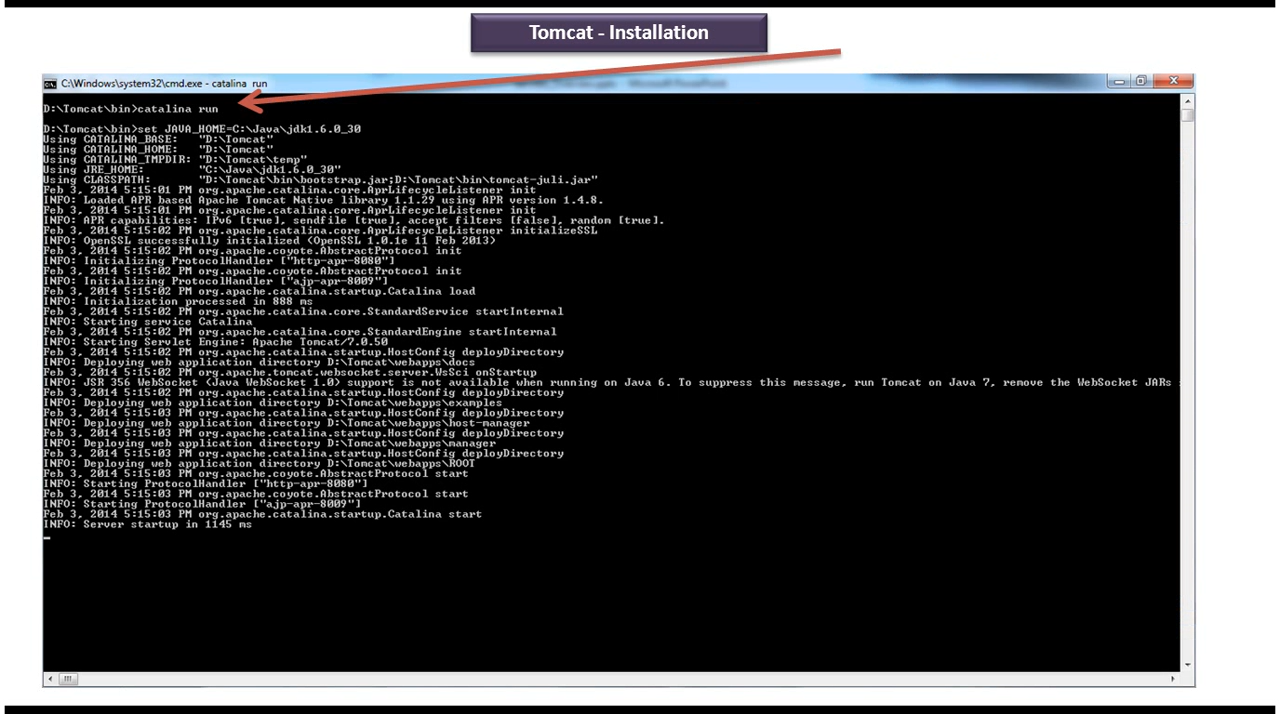 Tomcat - Installation
C:\Windows\system32\cmd.exe - catalina run
D:\Tomcat\bin>catalina run
D:\Tomcat\bin>set JAVA_HOME=C:\Java\jdk1.6.0_30
Using CATALINA_BASE: "D:\Tomcat"
Using CATALINA_HOME: "D:\Tomcat"
Using CATALINA_TMPDIR: "D:\Tomcat\temp"
Using JRE_HOME: "C:\Java\jdk1.6.0_30"
Using CLASSPATH: "D:\Tomcat\bin\bootstrap.jar;D:\Tomcat\bin\tomcat-juli.jar"
Feb 3, 2014 5:15:01 PM org.apache.catalina.core.AprLifecycleListener init
INFO: Loaded APR based Apache Tomcat Native library 1.1.29 using APR version 1.4.8.
Feb 3, 2014 5:15:01 PM org.apache.catalina.core.AprLifecycleListener init
INFO: APR capabilities: IPv6 [true], sendfile [true], accept filters [false], random [true].
Feb 3, 2014 5:15:02 PM org.apache.catalina.core.AprLifecycleListener initializeSSL
INFO: OpenSSL successfully initialized (OpenSSL 1.0.1e 11 Feb 2013)
Feb 3, 2014 5:15:02 PM org.apache.coyote.AbstractProtocol init
INFO: Initializing ProtocolHandler ["http-apr-8080"]
Feb 3, 2014 5:15:02 PM org.apache.coyote.AbstractProtocol init
INFO: Initializing ProtocolHandler ["ajp-apr-8009"]
Feb 3, 2014 5:15:02 PM org.apache.catalina.startup.Catalina load
INFO: Initialization processed in 888 ms
Feb 3, 2014 5:15:02 PM org.apache.catalina.core.StandardService startInternal
INFO: Starting service Catalina
Feb 3, 2014 5:15:02 PM org.apache.catalina.core.StandardEngine startInternal
INFO: Starting Servlet Engine: Apache Tomcat/7.0.50
Feb 3, 2014 5:15:02 PM org.apache.catalina.startup.HostConfig deployDirectory
INFO: Deploying web application directory D:\Tomcat\webapps\docs
Feb 3, 2014 5:15:02 PM org.apache.tomcat.websocket.server.WsSci onStartup
INFO: JSR 356 WebSocket (Java WebSocket 1.0) support is not available when running on Java 6. To suppress this message, run Tomcat on Java 7, remove the WebSocket JARs
Feb 3, 2014 5:15:02 PM org.apache.catalina.startup.HostConfig deployDirectory
INFO: Deploying web application directory D:\Tomcat\webapps\examples
Feb 3, 2014 5:15:03 PM org.apache.catalina.startup.HostConfig deployDirectory
INFO: Deploying web application directory D:\Tomcat\webapps\host-manager
Feb 3, 2014 5:15:03 PM org.apache.catalina.startup.HostConfig deployDirectory
INFO: Deploying web application directory D:\Tomcat\webapps\manager
Feb 3, 2014 5:15:03 PM org.apache.catalina.startup.HostConfig deployDirectory
INFO: Deploying web application directory D:\Tomcat\webapps\ROOT
Feb 3, 2014 5:15:03 PM org.apache.coyote.AbstractProtocol start
INFO: Starting ProtocolHandler ["http-apr-8080"]
Feb 3, 2014 5:15:03 PM org.apache.coyote.AbstractProtocol start
INFO: Starting ProtocolHandler ["ajp-apr-8009"]
Feb 3, 2014 5:15:03 PM org.apache.catalina.startup.Catalina start
INFO: Server startup in 1145 ms